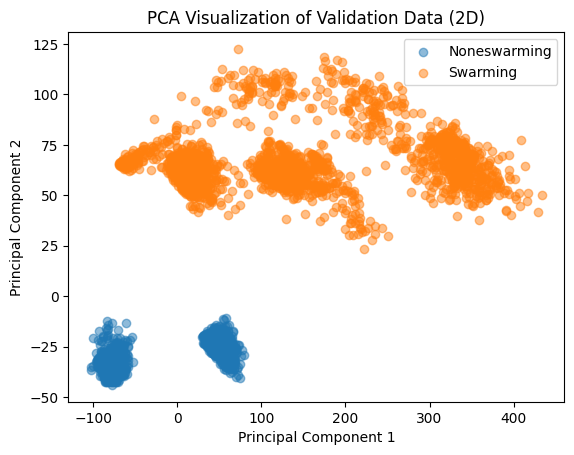 PCA Visualization of Validation Data (2D)
Noneswarming
Swarming
Principal Component 2
125
100
75
50
25
0
−25
−50
−100
0
100
200
300
400
Principal Component 1